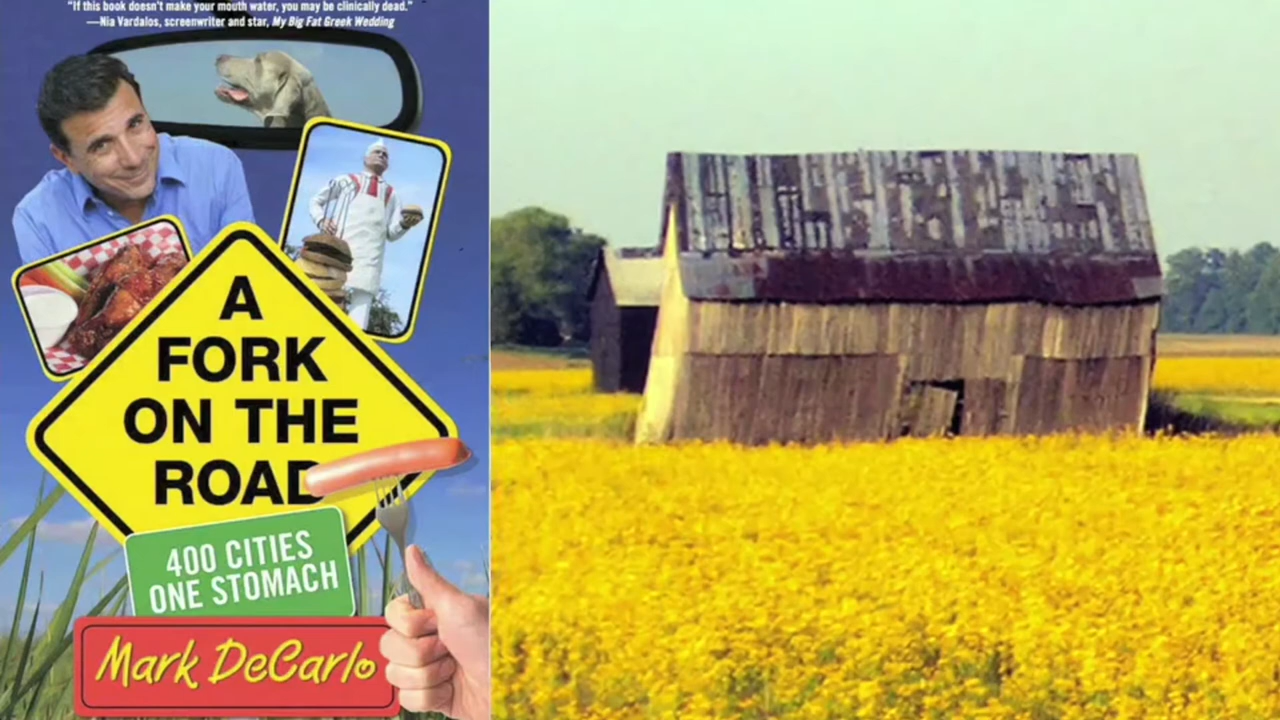 "If this book doesn't make your mouth water, you may be clinically dead."
—Nia Vardalos, screenwriter and star, My Big Fat Greek Wedding
A
FORK
ON THE
ROAD
400 CITIES
ONE STOMACH
Mark DeCarlo